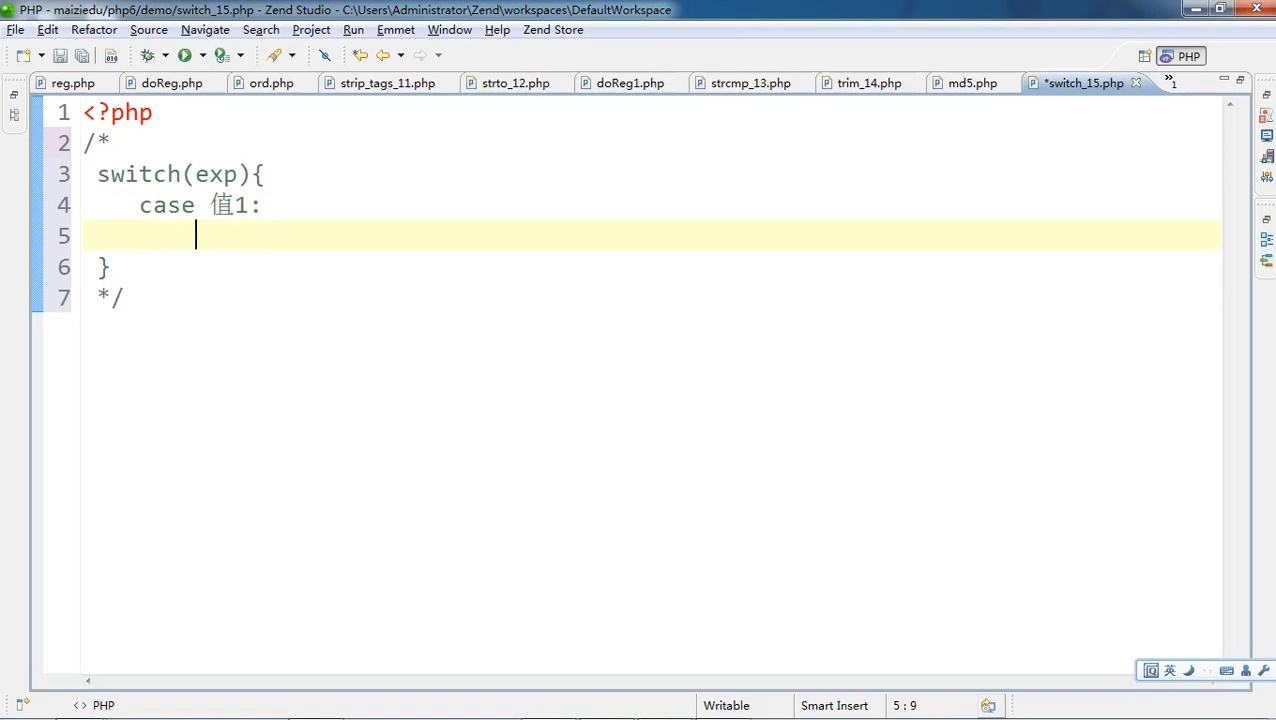 PHP - maiziedu/php6/demo/switch_15.php - Zend Studio - C:\Users\Administrator\Zend\workspaces\DefaultWorkspace
File Edit Refactor Source Navigate Search Project Run Emmet Window Help Zend Store
PHP
reg.php doReg.php ord.php strip_tags_11.php strto_12.php doReg1.php strcmp_13.php trim_14.php md5.php *switch_15.php »1
1 <?php
2 /*
3 switch(exp){
4 case 值1:
5
6 }
7 */
英
<> PHP Writable Smart Insert 5 : 9